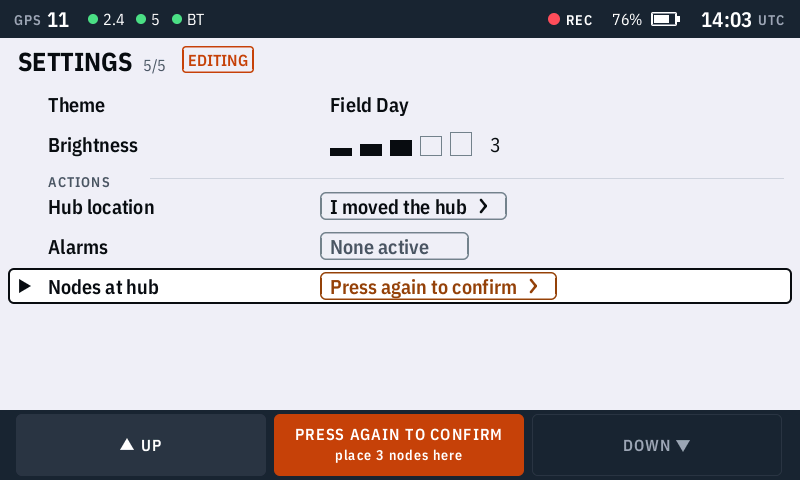 GPS 11 2.4 5 BT REC 76% 14:03 UTC
SETTINGS 5/5 EDITING
Theme Field Day
Brightness 3
ACTIONS
Hub location I moved the hub
Alarms None active
Nodes at hub Press again to confirm
UP
PRESS AGAIN TO CONFIRM
place 3 nodes here
DOWN